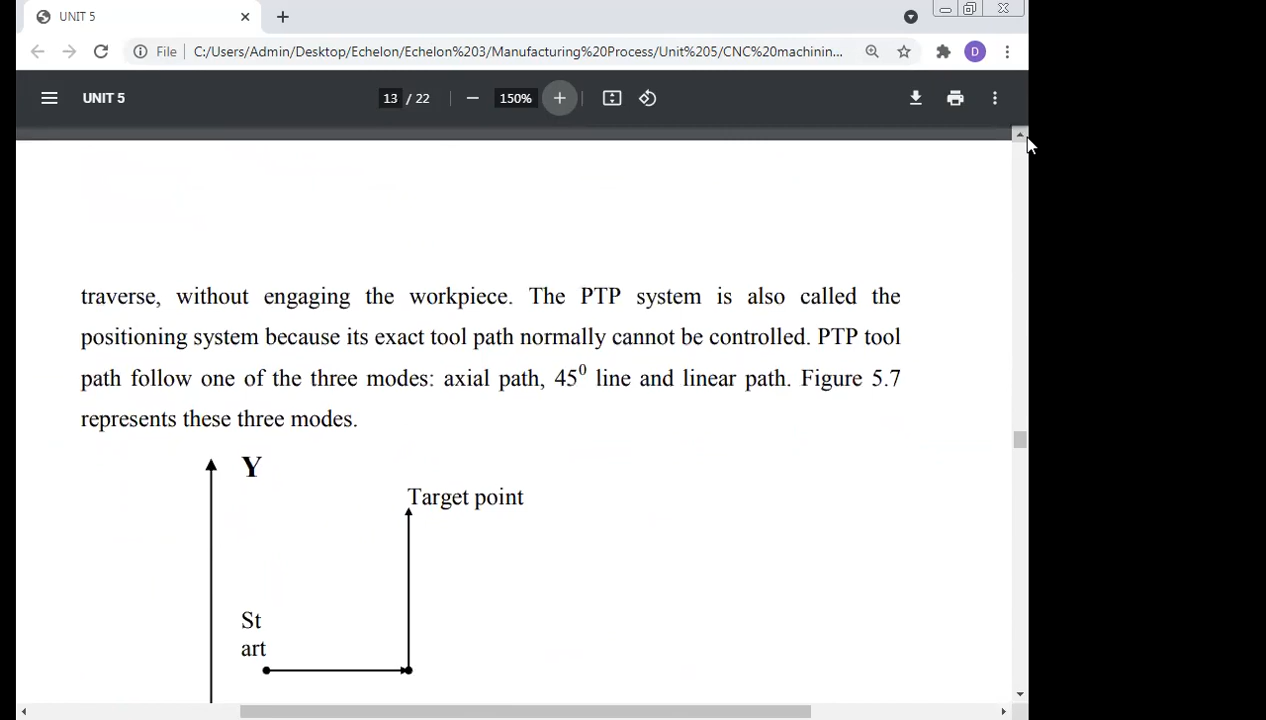 UNIT 5
File C:/Users/Admin/Desktop/Echelon/Echelon%203/Manufacturing%20Process/Unit%205/CNC%20machinin... D
UNIT 5 13 / 22 150%
traverse, without engaging the workpiece. The PTP system is also called the
positioning system because its exact tool path normally cannot be controlled. PTP tool
path follow one of the three modes: axial path, 45⁰ line and linear path. Figure 5.7
represents these three modes.
Y
Target point
St
art